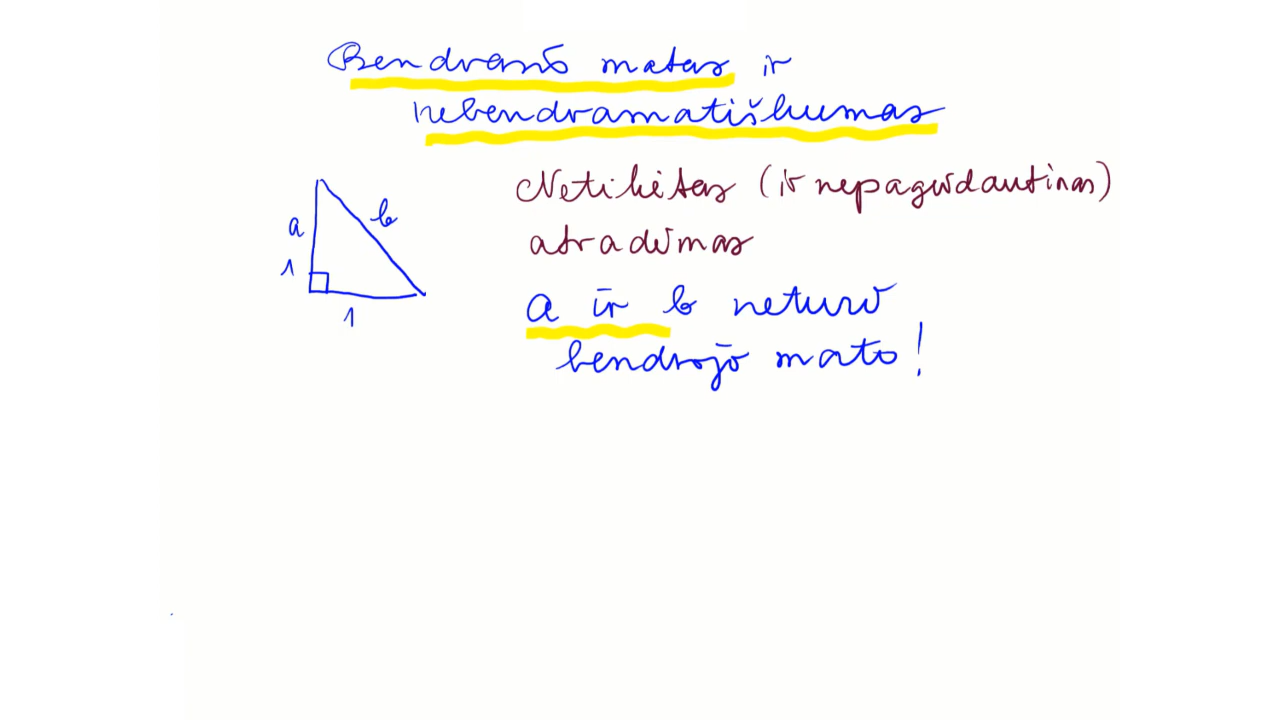 Bendrasis matas ir
nebendramatiškumas
Netikėtas (ir nepageidautinas)
atradimas
a
b
1
1
a ir b neturi
bendrojo mato!